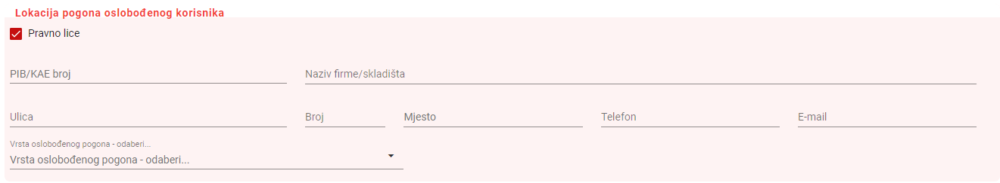 Lokacija pogona oslobođenog korisnika
Pravno lice
PIB/KAE broj Naziv firme/skladišta
Ulica Broj Mjesto Telefon E-mail
Vrsta oslobođenog pogona - odaberi...
Vrsta oslobođenog pogona - odaberi...